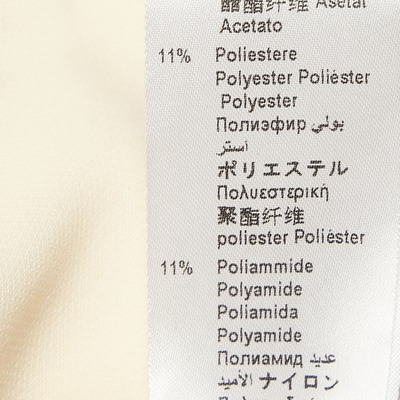 醋酯纤维 Asetat
Acetato
11% Poliestere
Polyester Poliéster
Polyester
Полиэфир بولي
استر
ポリエステル
Πολυεστερική
聚酯纤维
poliester Poliéster
11% Poliammide
Polyamide
Poliamida
Polyamide
Полиамид عديد
الأميد ナイロン